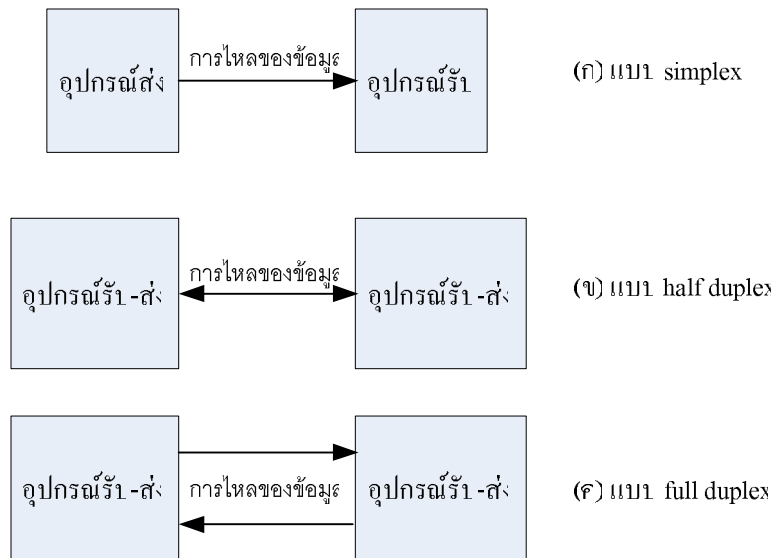 อุปกรณ์ส่ง
การไหลของข้อมูล
อุปกรณ์รับ
(ก) แบบ simplex
อุปกรณ์รับ-ส่ง
การไหลของข้อมูล
อุปกรณ์รับ-ส่ง
(ข) แบบ half duplex
อุปกรณ์รับ-ส่ง
การไหลของข้อมูล
อุปกรณ์รับ-ส่ง
(ค) แบบ full duplex